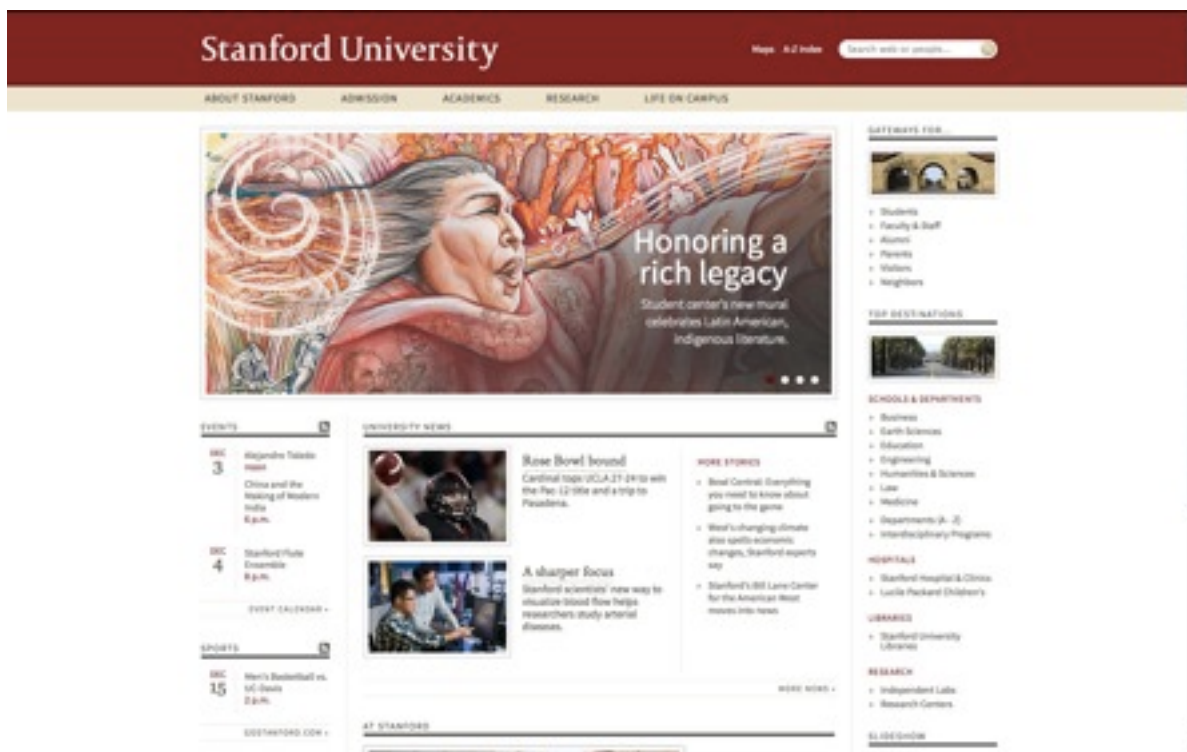 Stanford University
Maps A-Z Index
Search web or people...
ABOUT STANFORD ADMISSION ACADEMICS RESEARCH LIFE ON CAMPUS
Honoring a
rich legacy
Student center's new mural
celebrates Latin American,
indigenous literature.
EVENTS
DEC
3
Alejandro Toledo
noon
China and the
Making of Modern
India
6 p.m.
DEC
4
Stanford Flute
Ensemble
8 p.m.
EVENT CALENDAR »
SPORTS
DEC
15
Men's Basketball vs.
UC Davis
2 p.m.
GOSTANFORD.COM »
UNIVERSITY NEWS
Rose Bowl bound
Cardinal tops UCLA 27-24 to win
the Pac-12 title and a trip to
Pasadena.
A sharper focus
Stanford scientists' new way to
visualize blood flow helps
researchers study arterial
diseases.
MORE STORIES
Bowl Central: Everything
you need to know about
going to the game
West's changing climate
also spells economic
changes, Stanford experts
say
Stanford's Bill Lane Center
for the American West
moves into news
MORE NEWS »
AT STANFORD
GATEWAYS FOR...
Students
Faculty & Staff
Alumni
Parents
Visitors
Neighbors
TOP DESTINATIONS
SCHOOLS & DEPARTMENTS
Business
Earth Sciences
Education
Engineering
Humanities & Sciences
Law
Medicine
Departments (A - Z)
Interdisciplinary Programs
HOSPITALS
Stanford Hospital & Clinics
Lucile Packard Children's
LIBRARIES
Stanford University
Libraries
RESEARCH
Independent Labs
Research Centers
SLIDESHOW